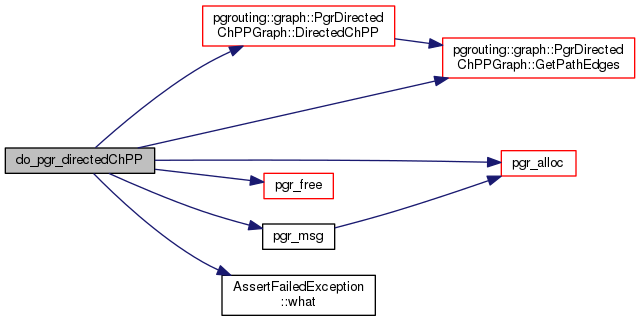 pgrouting::graph::PgrDirected
ChPPGraph::DirectedChPP
pgrouting::graph::PgrDirected
ChPPGraph::GetPathEdges
do_pgr_directedChPP
pgr_alloc
pgr_free
pgr_msg
AssertFailedException
::what